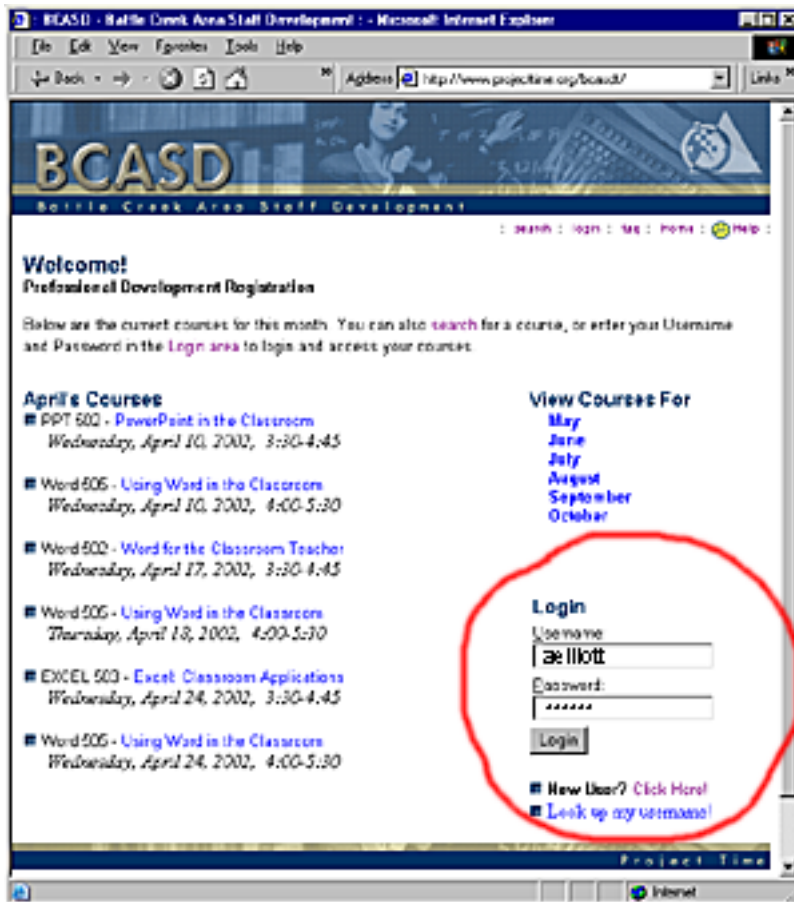 BCASD - Battle Creek Area Staff Development : - Microsoft Internet Explorer
File Edit View Favorites Tools Help
Back Address http://www.projecttime.org/bcasd/ Links
BCASD
Battle Creek Area Staff Development
: search : login : faq : home : Help :
Welcome!
Professional Development Registration
Below are the current courses for this month. You can also search for a course, or enter your Username
and Password in the Login area to login and access your courses.
April's Courses
PPT 502 - PowerPoint in the Classroom
Wednesday, April 10, 2002, 3:30-4:45
Word 505 - Using Word in the Classroom
Wednesday, April 10, 2002, 4:00-5:30
Word 502 - Word for the Classroom Teacher
Wednesday, April 17, 2002, 3:30-4:45
Word 505 - Using Word in the Classroom
Thursday, April 18, 2002, 4:00-5:30
EXCEL 503 - Excel: Classroom Applications
Wednesday, April 24, 2002, 3:30-4:45
Word 505 - Using Word in the Classroom
Wednesday, April 24, 2002, 4:00-5:30
View Courses For
May
June
July
August
September
October
Login
Username:
aelliott
Password:
******
Login
New User? Click Here!
Look up my username!
Project Time
Internet